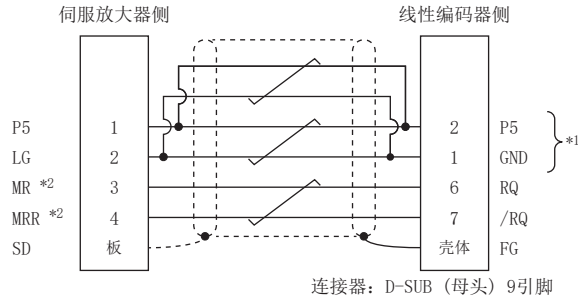 伺服放大器侧 线性编码器侧
P5 1 2 P5
LG 2 1 GND *1
MR *2 3 6 RQ
MRR *2 4 7 /RQ
SD 板 壳体 FG
连接器：D-SUB (母头) 9引脚